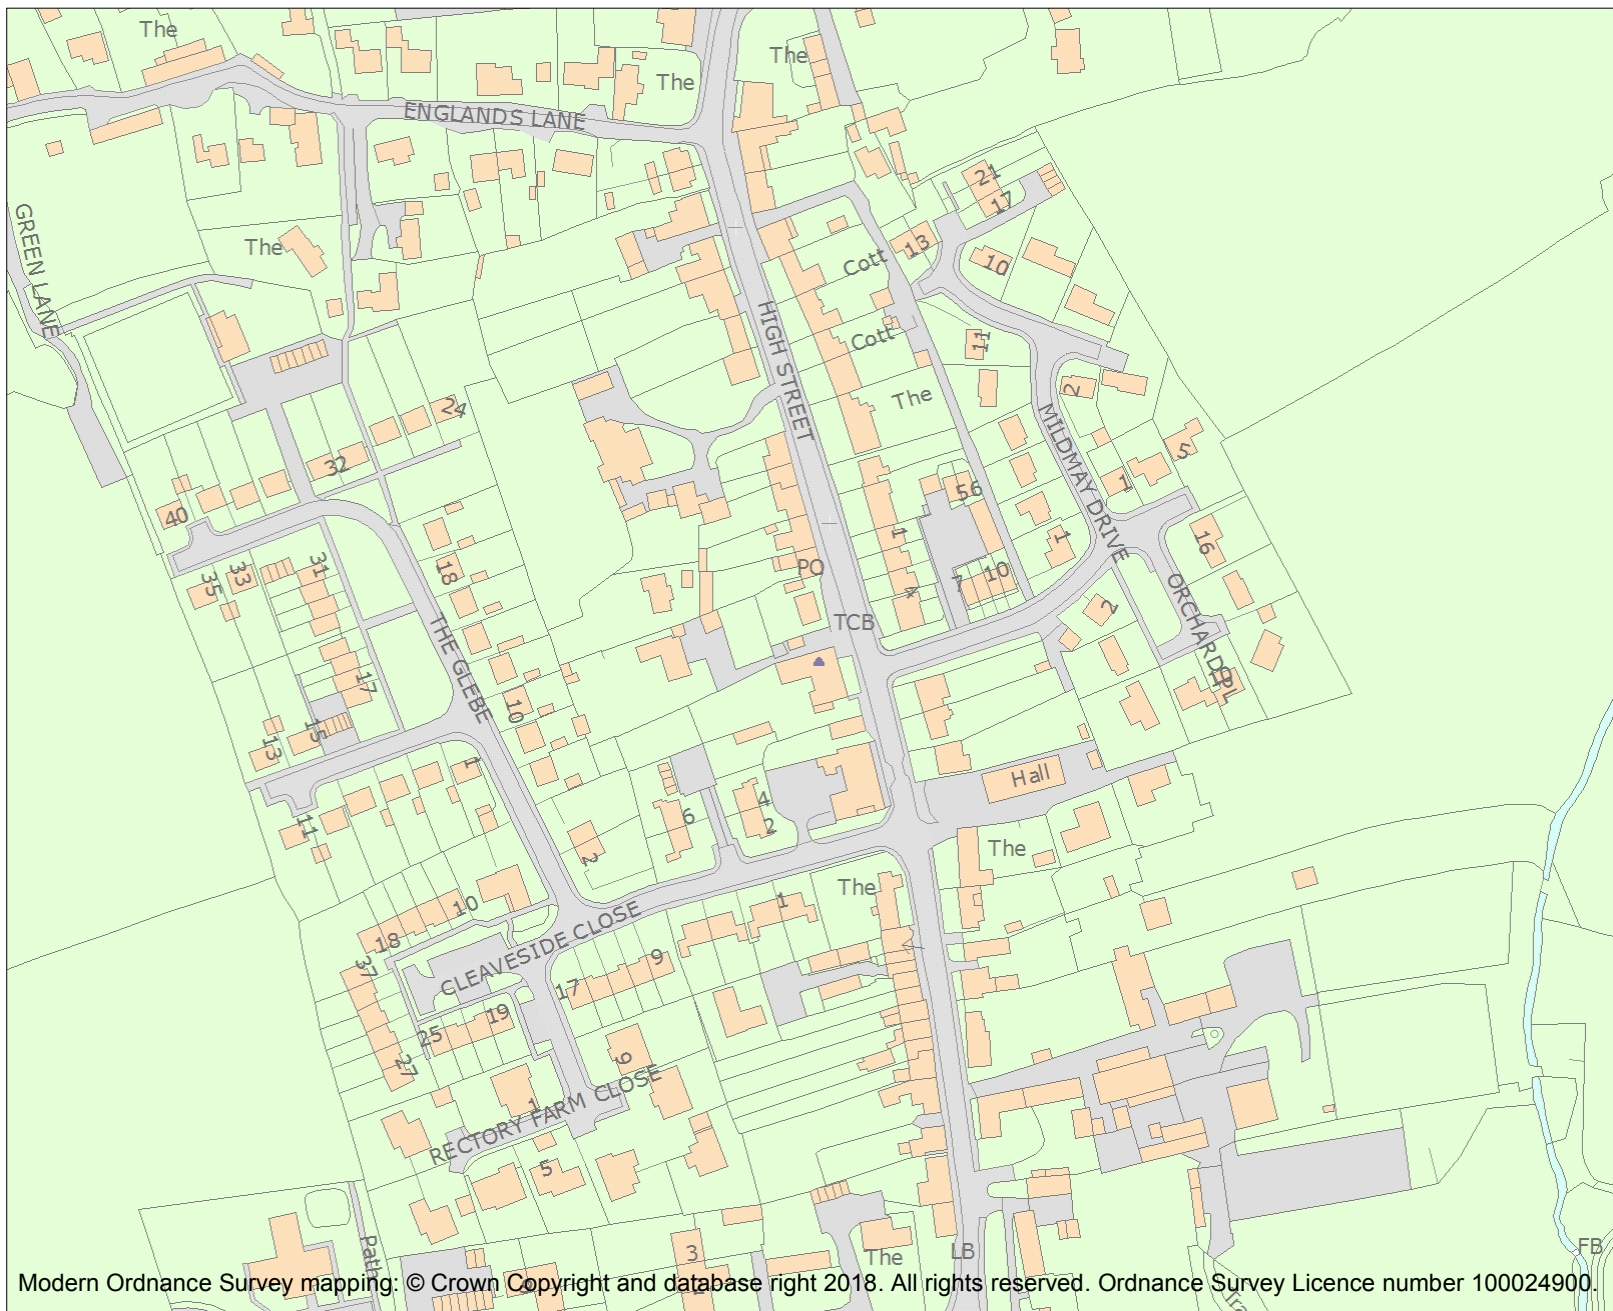 The
The
The
ENGLANDS LANE
21
17
GREEN LANE
The
13
Cott
10
HIGH STREET
Cott
11
2
The
24
MILDMAY DRIVE
32
5
1
56
40
1
1
16
PO
31
33
35
18
7
10
4
2
ORCHARD PL
TCB
THE GLEBE
17
10
15
13
1
Hall
4
2
6
11
2
The
The
1
10
CLEAVESIDE CLOSE
18
37
9
17
19
25
27
9
1
RECTORY FARM CLOSE
5
Path
3
The
LB
FB
Modern Ordnance Survey mapping: © Crown Copyright and database right 2018. All rights reserved. Ordnance Survey Licence number 100024900.
Tra